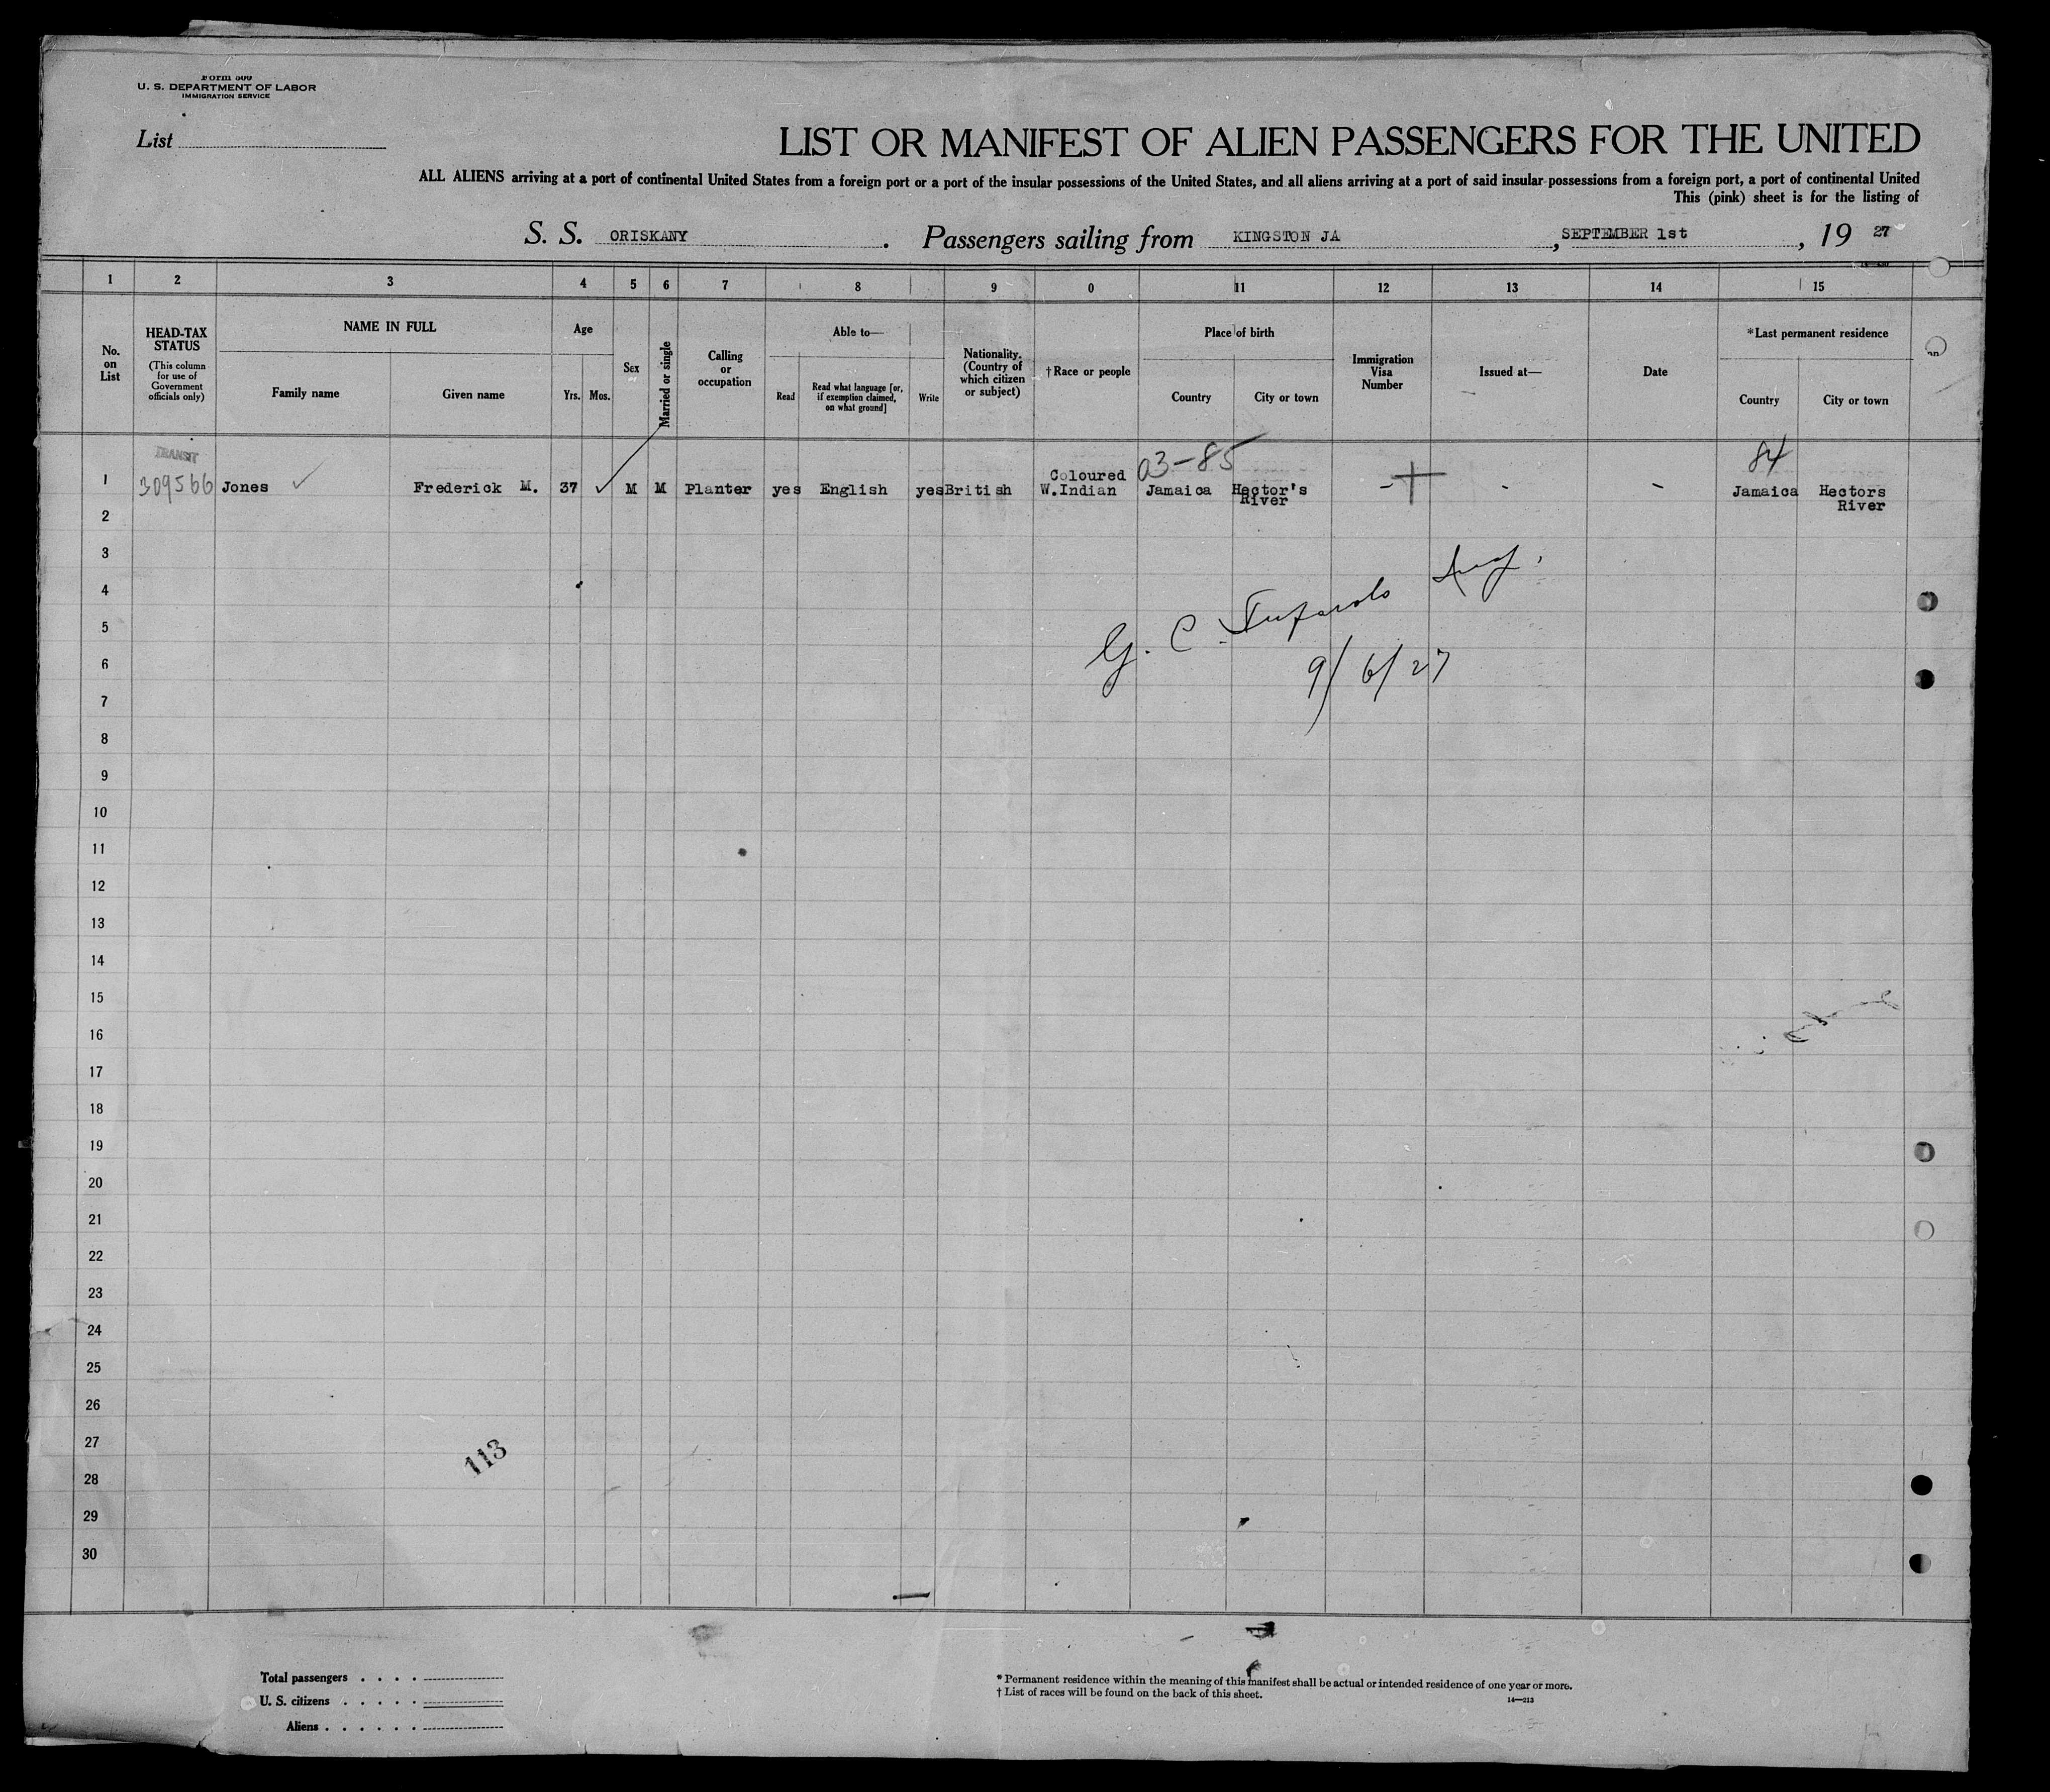 Form 500
U. S. DEPARTMENT OF LABOR
IMMIGRATION SERVICE
List
LIST OR MANIFEST OF ALIEN PASSENGERS FOR THE UNITED
ALL ALIENS arriving at a port of continental United States from a foreign port or a port of the insular possessions of the United States, and all aliens arriving at a port of said insular possessions from a foreign port, a port of continental United
This (pink) sheet is for the listing of
S. S. ORISKANY . Passengers sailing from KINGSTON JA , SEPTEMBER 1st , 19 27
1 2 3 4 5 6 7 8 9 0 11 12 13 14 15
No. on List
HEAD-TAX STATUS
(This column for use of Government officials only)
NAME IN FULL
Family name
Given name
Age
Yrs.
Mos.
Sex
Married or single
Calling or occupation
Able to—
Read
Read what language [or, if exemption claimed, on what ground]
Write
Nationality. (Country of which citizen or subject)
†Race or people
Place of birth
Country
City or town
Immigration Visa Number
Issued at—
Date
*Last permanent residence
Country
City or town
TRANSIT
03-85
84
1 309566 Jones ✓ Frederick M. 37 ✓ M M Planter yes English yes British Coloured W.Indian Jamaica Hector's River - + - - Jamaica Hectors River
2
3
4
5
G. C.
6
9/6/27
7
8
9
10
11
12
13
14
15
16
17
18
19
20
21
22
23
24
25
26
27
113
28
29
30
Total passengers . . . .
U. S. citizens . . . . .
Aliens . . . . . .
* Permanent residence within the meaning of this manifest shall be actual or intended residence of one year or more.
† List of races will be found on the back of this sheet.
14—213